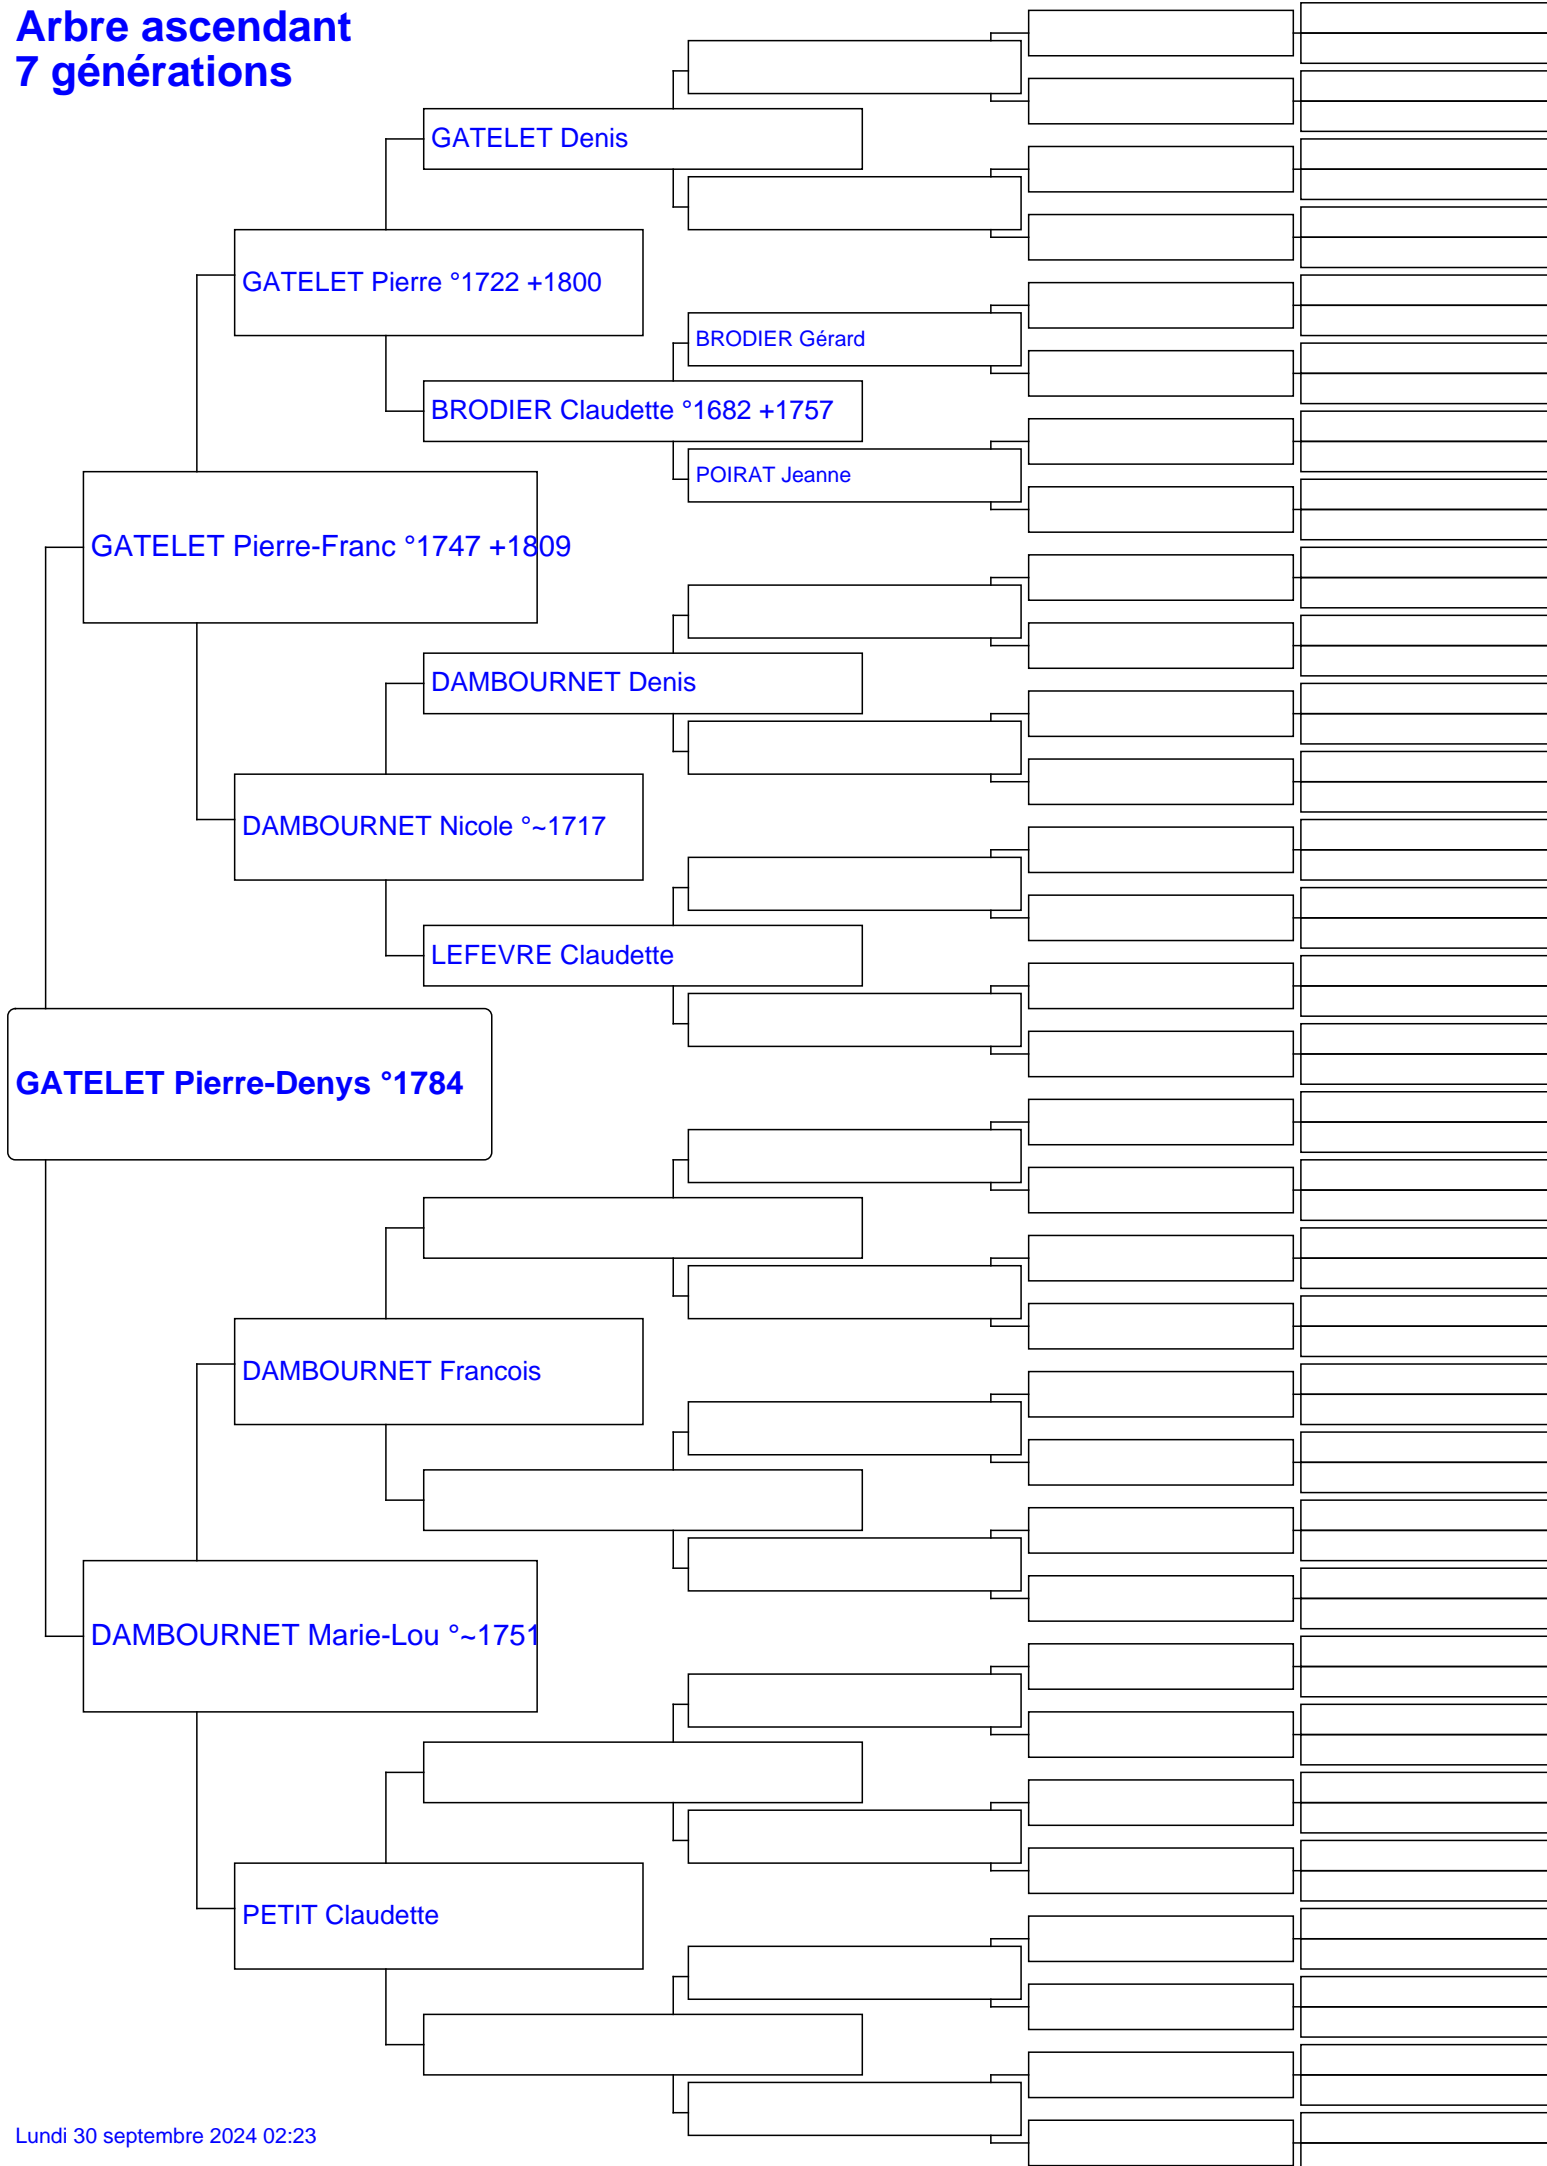 Arbre ascendant
7 générations
GATELET Denis
GATELET Pierre °1722 +1800
BRODIER Gérard
BRODIER Claudette °1682 +1757
POIRAT Jeanne
GATELET Pierre-Franc °1747 +1809
DAMBOURNET Denis
DAMBOURNET Nicole °~1717
LEFEVRE Claudette
GATELET Pierre-Denys °1784
DAMBOURNET Francois
DAMBOURNET Marie-Lou °~1751
PETIT Claudette
Lundi 30 septembre 2024 02:23